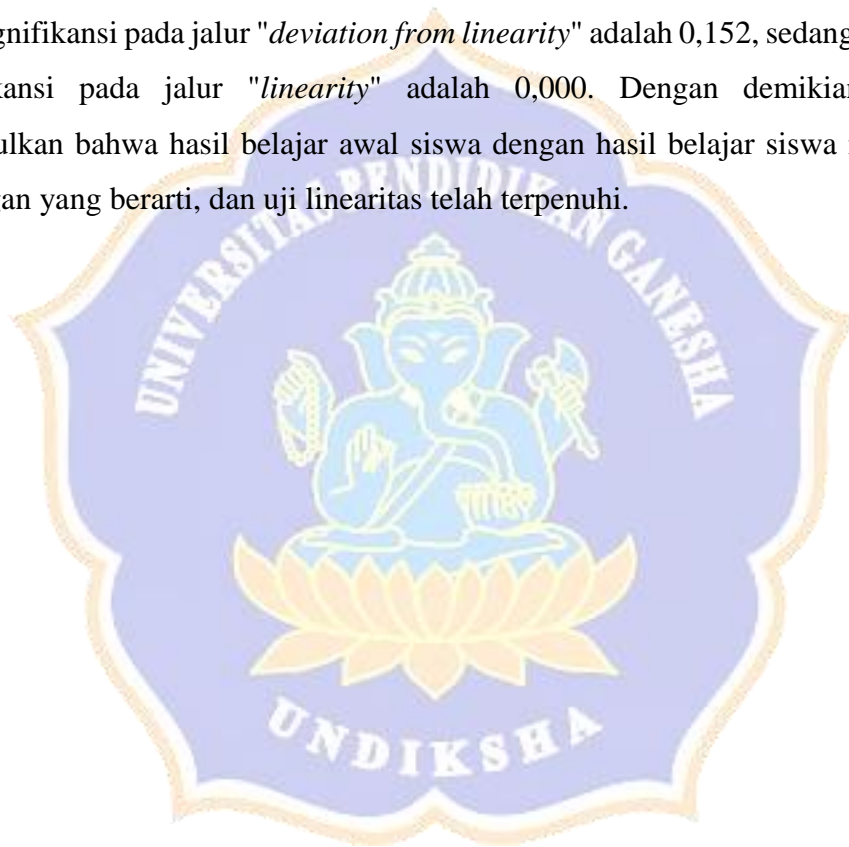 gnifikansi pada jalur "deviation from linearity" adalah 0,152, sedang
kansi pada jalur "linearity" adalah 0,000. Dengan demikian
ulkan bahwa hasil belajar awal siswa dengan hasil belajar siswa
gan yang berarti, dan uji linearitas telah terpenuhi.
UNIVERSITAS PENDIDIKAN GANESHA
UNDIKSHA